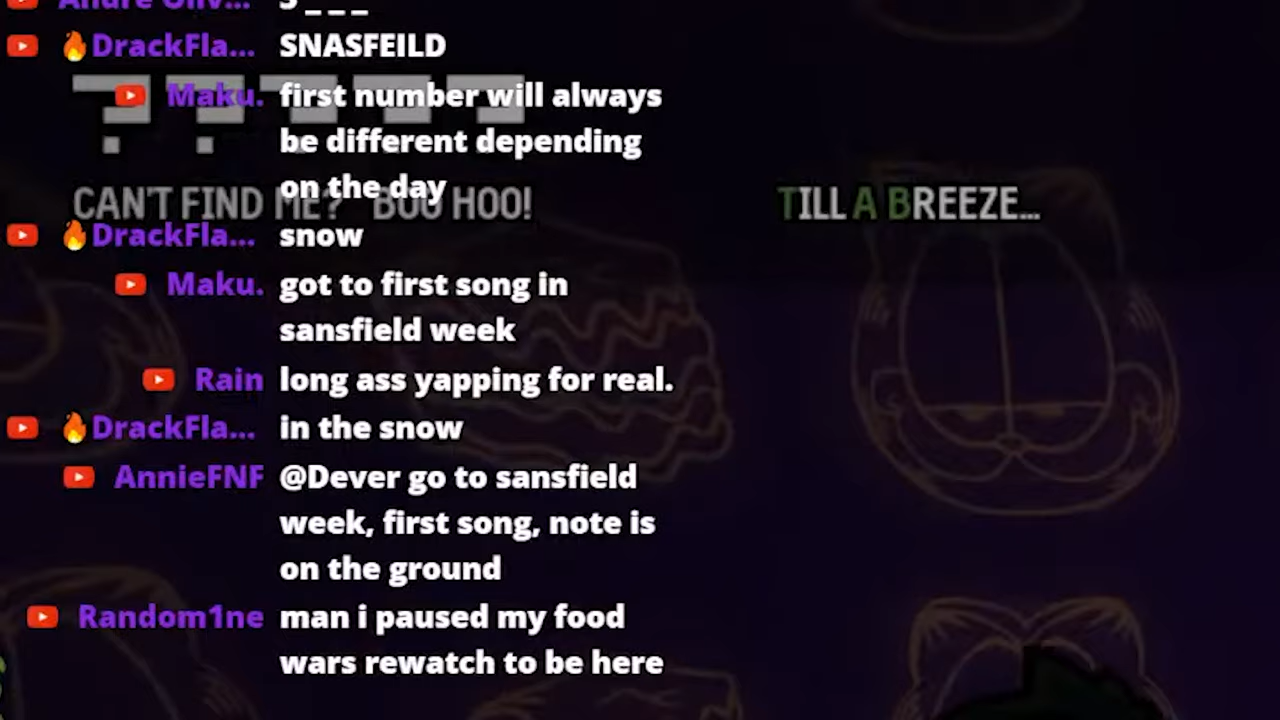 Andre Oliv... S _ _ _
🔥DrackFla... SNASFEILD
? ? ? ? ?
Maku. first number will always
be different depending
on the day
CAN'T FIND ME? BOO HOO!
TILL A BREEZE...
🔥DrackFla... snow
Maku. got to first song in
sansfield week
Rain long ass yapping for real.
🔥DrackFla... in the snow
AnnieFNF @Dever go to sansfield
week, first song, note is
on the ground
Random1ne man i paused my food
wars rewatch to be here